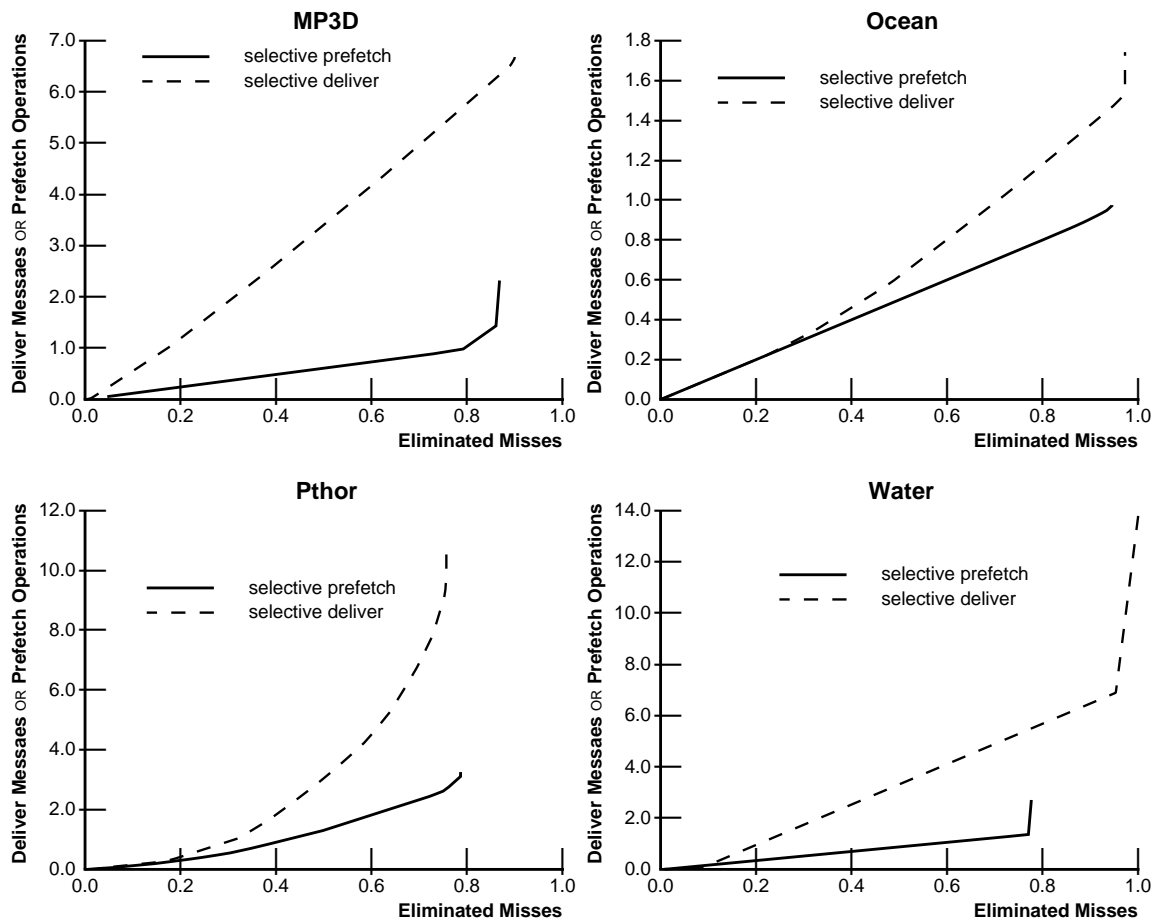 MP3D
Deliver Messaes OR Prefetch Operations
7.0
6.0
5.0
4.0
3.0
2.0
1.0
0.0
selective prefetch
selective deliver
0.0 0.2 0.4 0.6 0.8 1.0
Eliminated Misses
Ocean
Deliver Messaes OR Prefetch Operations
1.8
1.6
1.4
1.2
1.0
0.8
0.6
0.4
0.2
0.0
selective prefetch
selective deliver
0.0 0.2 0.4 0.6 0.8 1.0
Eliminated Misses
Pthor
Deliver Messaes OR Prefetch Operations
12.0
10.0
8.0
6.0
4.0
2.0
0.0
selective prefetch
selective deliver
0.0 0.2 0.4 0.6 0.8 1.0
Eliminated Misses
Water
Deliver Messaes OR Prefetch Operations
14.0
12.0
10.0
8.0
6.0
4.0
2.0
0.0
selective prefetch
selective deliver
0.0 0.2 0.4 0.6 0.8 1.0
Eliminated Misses